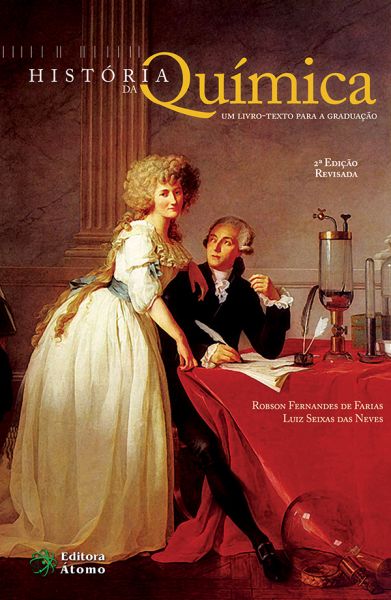 HISTÓRIA
DA Química
UM LIVRO-TEXTO PARA A GRADUAÇÃO
2ª EDIÇÃO
REVISADA
ROBSON FERNANDES DE FARIAS
LUIZ SEIXAS DAS NEVES
Editora
Átomo